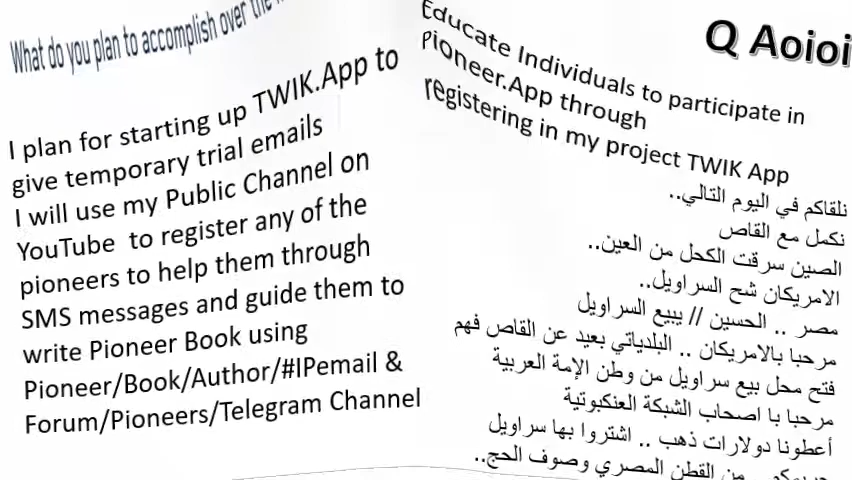 What do you plan to accomplish over the
I plan for starting up TWIK.App to
give temporary trial emails
I will use my Public Channel on
YouTube to register any of the
pioneers to help them through
SMS messages and guide them to
write Pioneer Book using
Pioneer/Book/Author/#IPemail &
Forum/Pioneers/Telegram Channel
Q Aoioi
Educate Individuals to participate in
Pioneer.App through
registering in my project TWIK App
نلقاكم في اليوم التالي..
نكمل مع القاص
الصين سرقت الكحل من العين..
الامريكان شح السراويل..
مصر .. الحسين // يبيع السراويل
مرحبا بالامريكان .. البلدياتي بعيد عن القاص فهم
فتح محل بيع سراويل من وطن الإمة العربية
مرحبا با اصحاب الشبكة العنكبوتية
أعطونا دولارات ذهب .. اشتروا بها سراويل
من القطن المصري وصوف الحج..